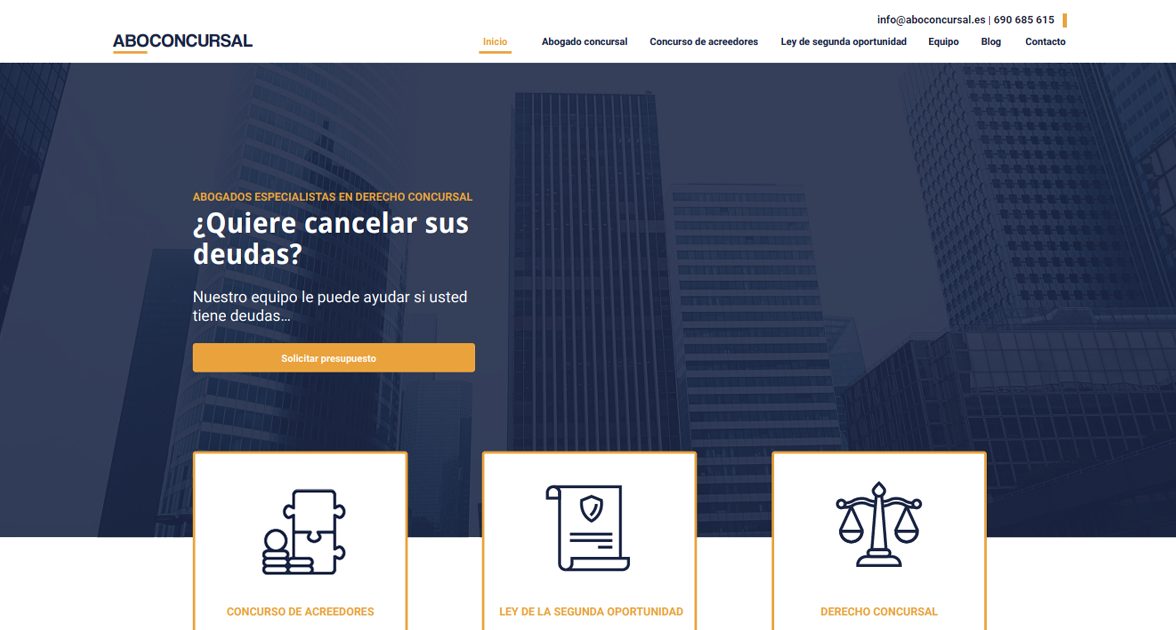 info@aboconcursal.es | 690 685 615
ABOCONCURSAL
Inicio Abogado concursal Concurso de acreedores Ley de segunda oportunidad Equipo Blog Contacto
ABOGADOS ESPECIALISTAS EN DERECHO CONCURSAL
¿Quiere cancelar sus
deudas?
Nuestro equipo le puede ayudar si usted
tiene deudas...
Solicitar presupuesto
CONCURSO DE ACREEDORES
LEY DE LA SEGUNDA OPORTUNIDAD
DERECHO CONCURSAL